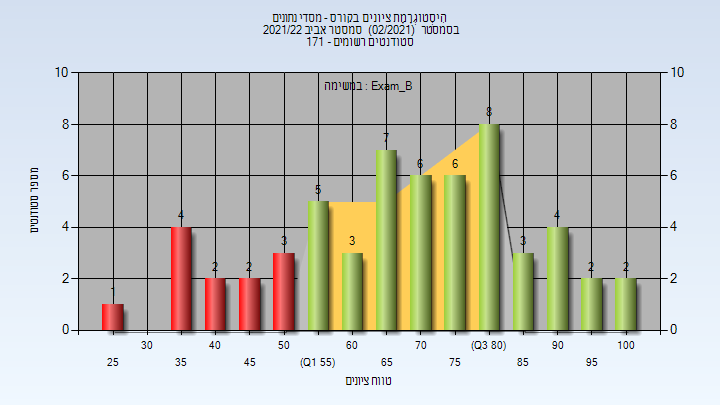 הִיסְטוֹגְרָמַת ציונים בקורס - מסדי נתונים
בסמסטר (02/2021) סמסטר אביב 2021/22
סטודנטים רשומים - 171
במשימה : Exam_B
מספר סטודנטים
10 10
8 8
6 6
4 4
2 2
0 0
1 4 2 2 3 5 3 7 6 6 8 3 4 2 2
30 40 50 60 70 (Q3 80) 90 100
25 35 45 (Q1 55) 65 75 85 95
טווח ציונים